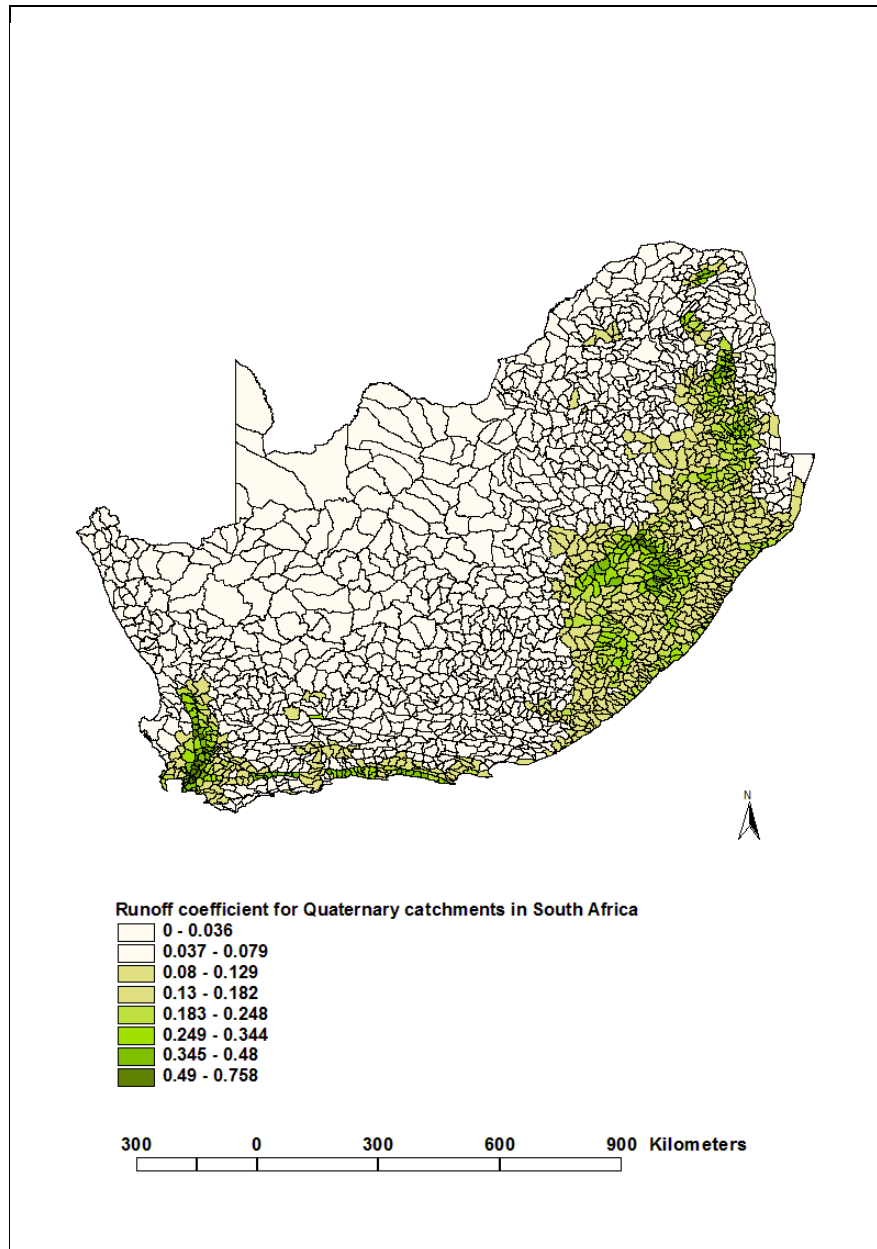 N
Runoff coefficient for Quaternary catchments in South Africa
0 - 0.036
0.037 - 0.079
0.08 - 0.129
0.13 - 0.182
0.183 - 0.248
0.249 - 0.344
0.345 - 0.48
0.49 - 0.758
300 0 300 600 900 Kilometers